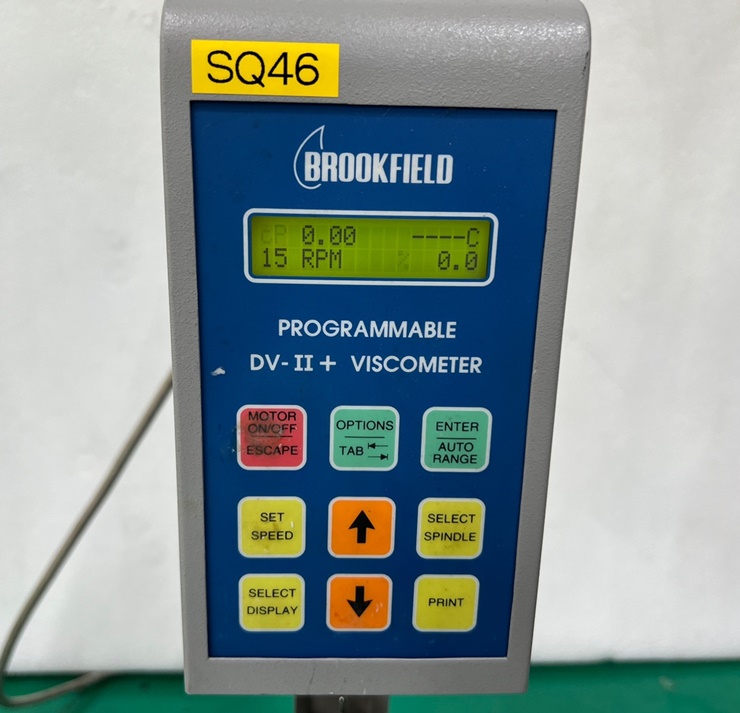 SQ46
BROOKFIELD
cP 0.00 ----C
15 RPM % 0.0
PROGRAMMABLE
DV-II+ VISCOMETER
MOTOR
ON/OFF
ESCAPE
OPTIONS
TAB
ENTER
AUTO
RANGE
SET
SPEED
SELECT
SPINDLE
SELECT
DISPLAY
PRINT